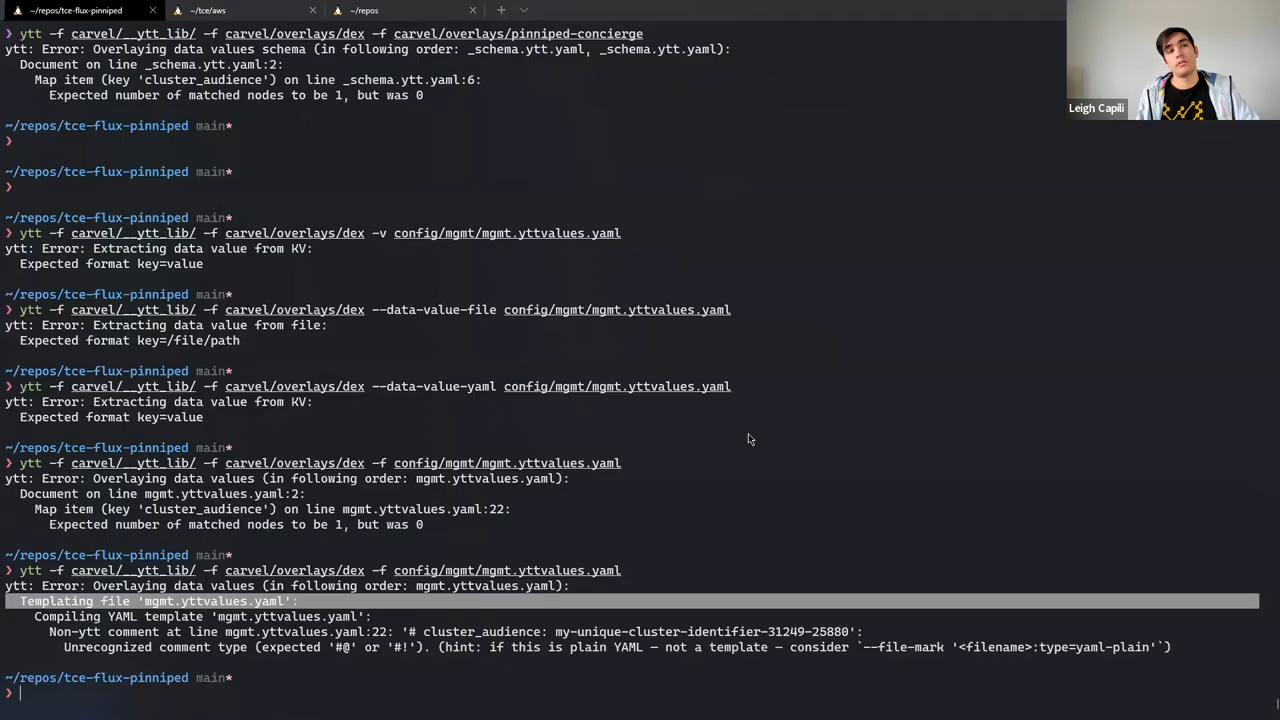 ~/repos/tce-flux-pinniped
~/tce/aws
~/repos
❯ ytt -f carvel/__ytt_lib/ -f carvel/overlays/dex -f carvel/overlays/pinniped-concierge
ytt: Error: Overlaying data values schema (in following order: _schema.ytt.yaml, _schema.ytt.yaml):
Document on line _schema.ytt.yaml:2:
Map item (key 'cluster_audience') on line _schema.ytt.yaml:6:
Expected number of matched nodes to be 1, but was 0
~/repos/tce-flux-pinniped main*
❯
~/repos/tce-flux-pinniped main*
❯
~/repos/tce-flux-pinniped main*
❯ ytt -f carvel/__ytt_lib/ -f carvel/overlays/dex -v config/mgmt/mgmt.yttvalues.yaml
ytt: Error: Extracting data value from KV:
Expected format key=value
~/repos/tce-flux-pinniped main*
❯ ytt -f carvel/__ytt_lib/ -f carvel/overlays/dex --data-value-file config/mgmt/mgmt.yttvalues.yaml
ytt: Error: Extracting data value from file:
Expected format key=/file/path
~/repos/tce-flux-pinniped main*
❯ ytt -f carvel/__ytt_lib/ -f carvel/overlays/dex --data-value-yaml config/mgmt/mgmt.yttvalues.yaml
ytt: Error: Extracting data value from KV:
Expected format key=value
~/repos/tce-flux-pinniped main*
❯ ytt -f carvel/__ytt_lib/ -f carvel/overlays/dex -f config/mgmt/mgmt.yttvalues.yaml
ytt: Error: Overlaying data values (in following order: mgmt.yttvalues.yaml):
Document on line mgmt.yttvalues.yaml:2:
Map item (key 'cluster_audience') on line mgmt.yttvalues.yaml:22:
Expected number of matched nodes to be 1, but was 0
~/repos/tce-flux-pinniped main*
❯ ytt -f carvel/__ytt_lib/ -f carvel/overlays/dex -f config/mgmt/mgmt.yttvalues.yaml
ytt: Error: Overlaying data values (in following order: mgmt.yttvalues.yaml):
Templating file 'mgmt.yttvalues.yaml':
Compiling YAML template 'mgmt.yttvalues.yaml':
Non-ytt comment at line mgmt.yttvalues.yaml:22: '# cluster_audience: my-unique-cluster-identifier-31249-25880':
Unrecognized comment type (expected '#@' or '#!'). (hint: if this is plain YAML — not a template — consider `--file-mark '<filename>:type=yaml-plain'`)
~/repos/tce-flux-pinniped main*
❯
Leigh Capili